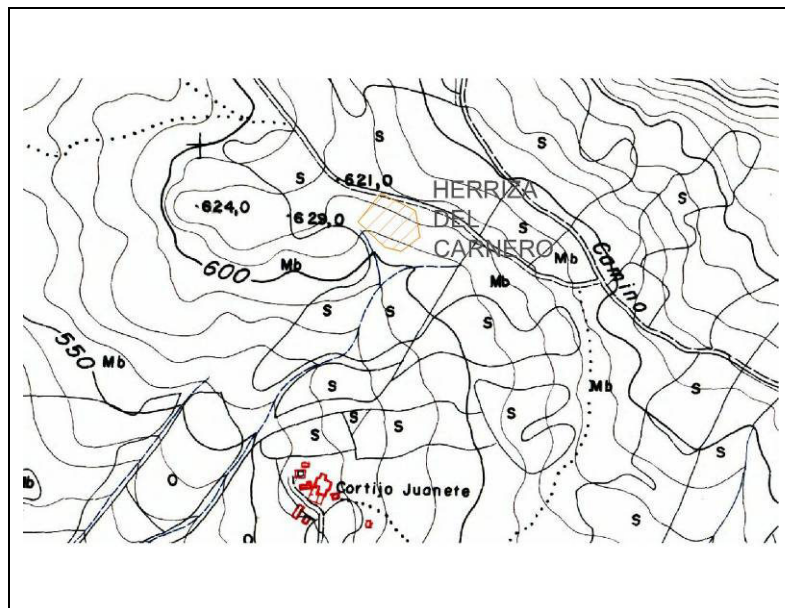 S
S
S
621,0
HERRIZA
DEL
CARNERO
S
624,0
629,0
S
Camino
600
Mb
Mb
Mb
S
S
S
550
Mb
S
Mb
S
S
S
S
S
S
O
Cortijo Juanete
S
O